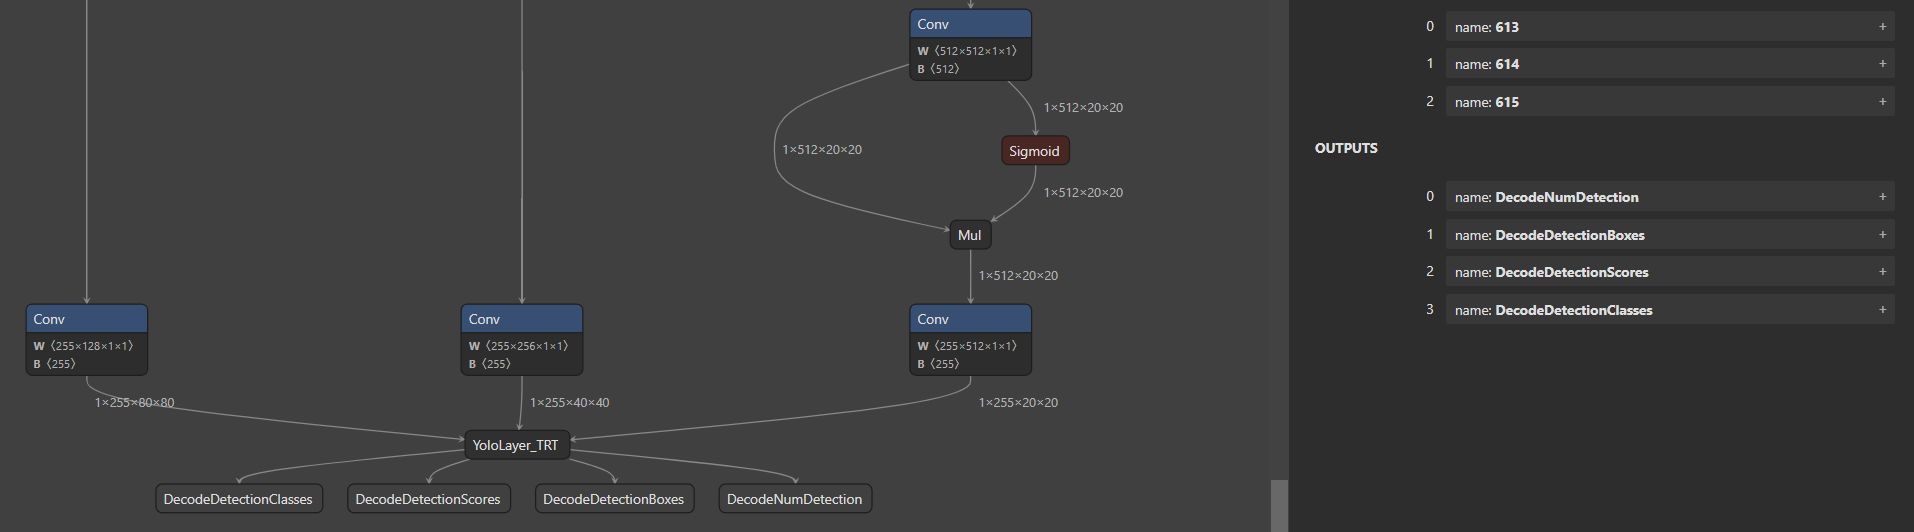 Conv
W 〈512×512×1×1〉
B 〈512〉
1×512×20×20
1×512×20×20
Sigmoid
1×512×20×20
Mul
1×512×20×20
Conv
W 〈255×128×1×1〉
B 〈255〉
Conv
W 〈255×256×1×1〉
B 〈255〉
Conv
W 〈255×512×1×1〉
B 〈255〉
1×255×80×80
1×255×40×40
1×255×20×20
YoloLayer_TRT
DecodeDetectionClasses
DecodeDetectionScores
DecodeDetectionBoxes
DecodeNumDetection
0 name: 613 +
1 name: 614 +
2 name: 615 +
OUTPUTS
0 name: DecodeNumDetection +
1 name: DecodeDetectionBoxes +
2 name: DecodeDetectionScores +
3 name: DecodeDetectionClasses +